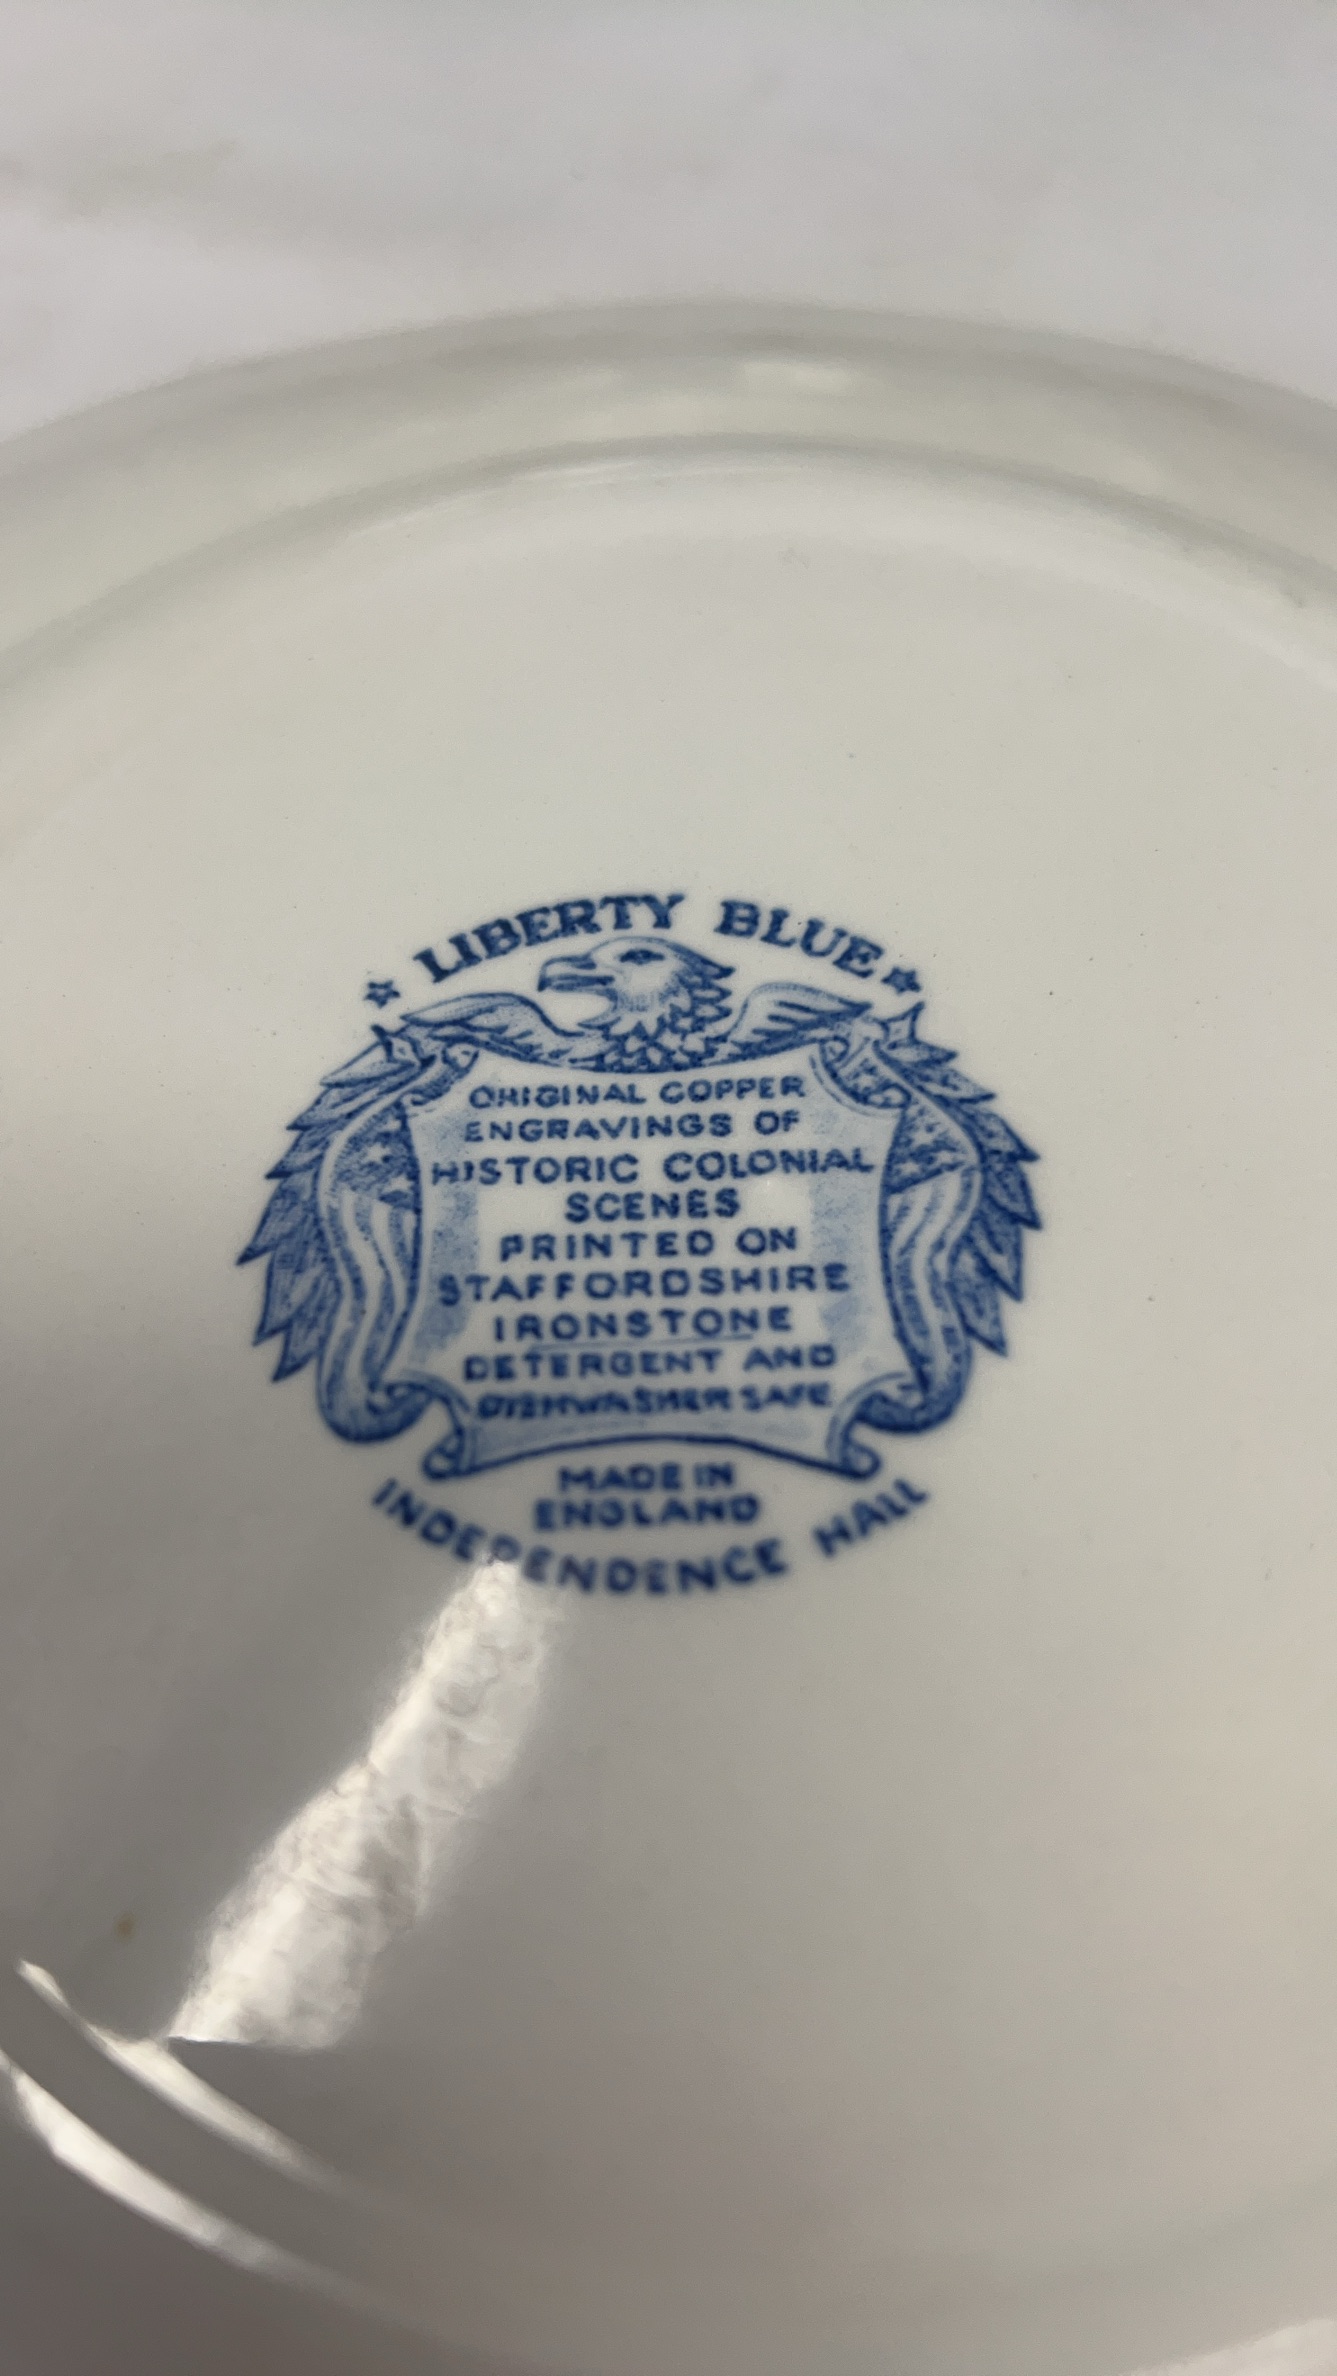 LIBERTY BLUE
ORIGINAL COPPER
ENGRAVINGS OF
HISTORIC COLONIAL
SCENES
PRINTED ON
STAFFORDSHIRE
IRONSTONE
DETERGENT AND
DISHWASHER SAFE
MADE IN
ENGLAND
INDEPENDENCE HALL